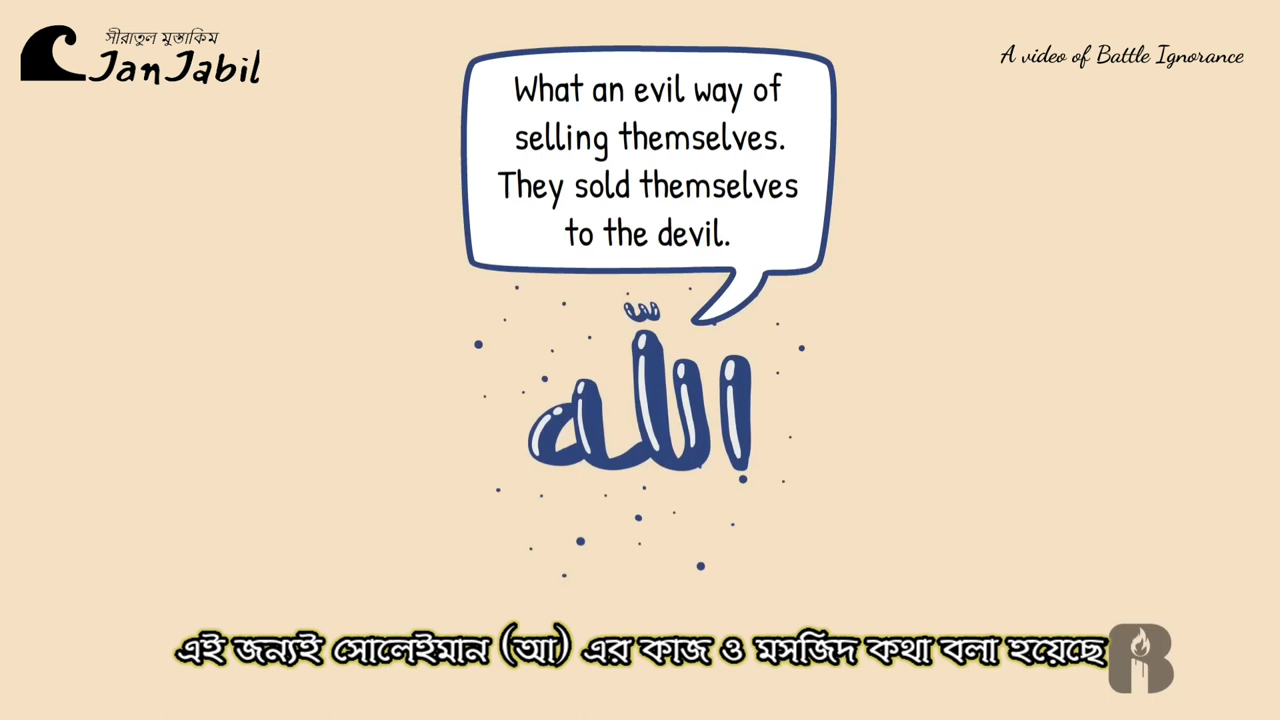 সীরাতুল মুস্তাকিম
JanJabil
A video of Battle Ignorance
What an evil way of
selling themselves.
They sold themselves
to the devil.
الله
এই জন্যই সোলেইমান (আ) এর কাজ ও মসজিদ কথা বলা হয়েছে
B